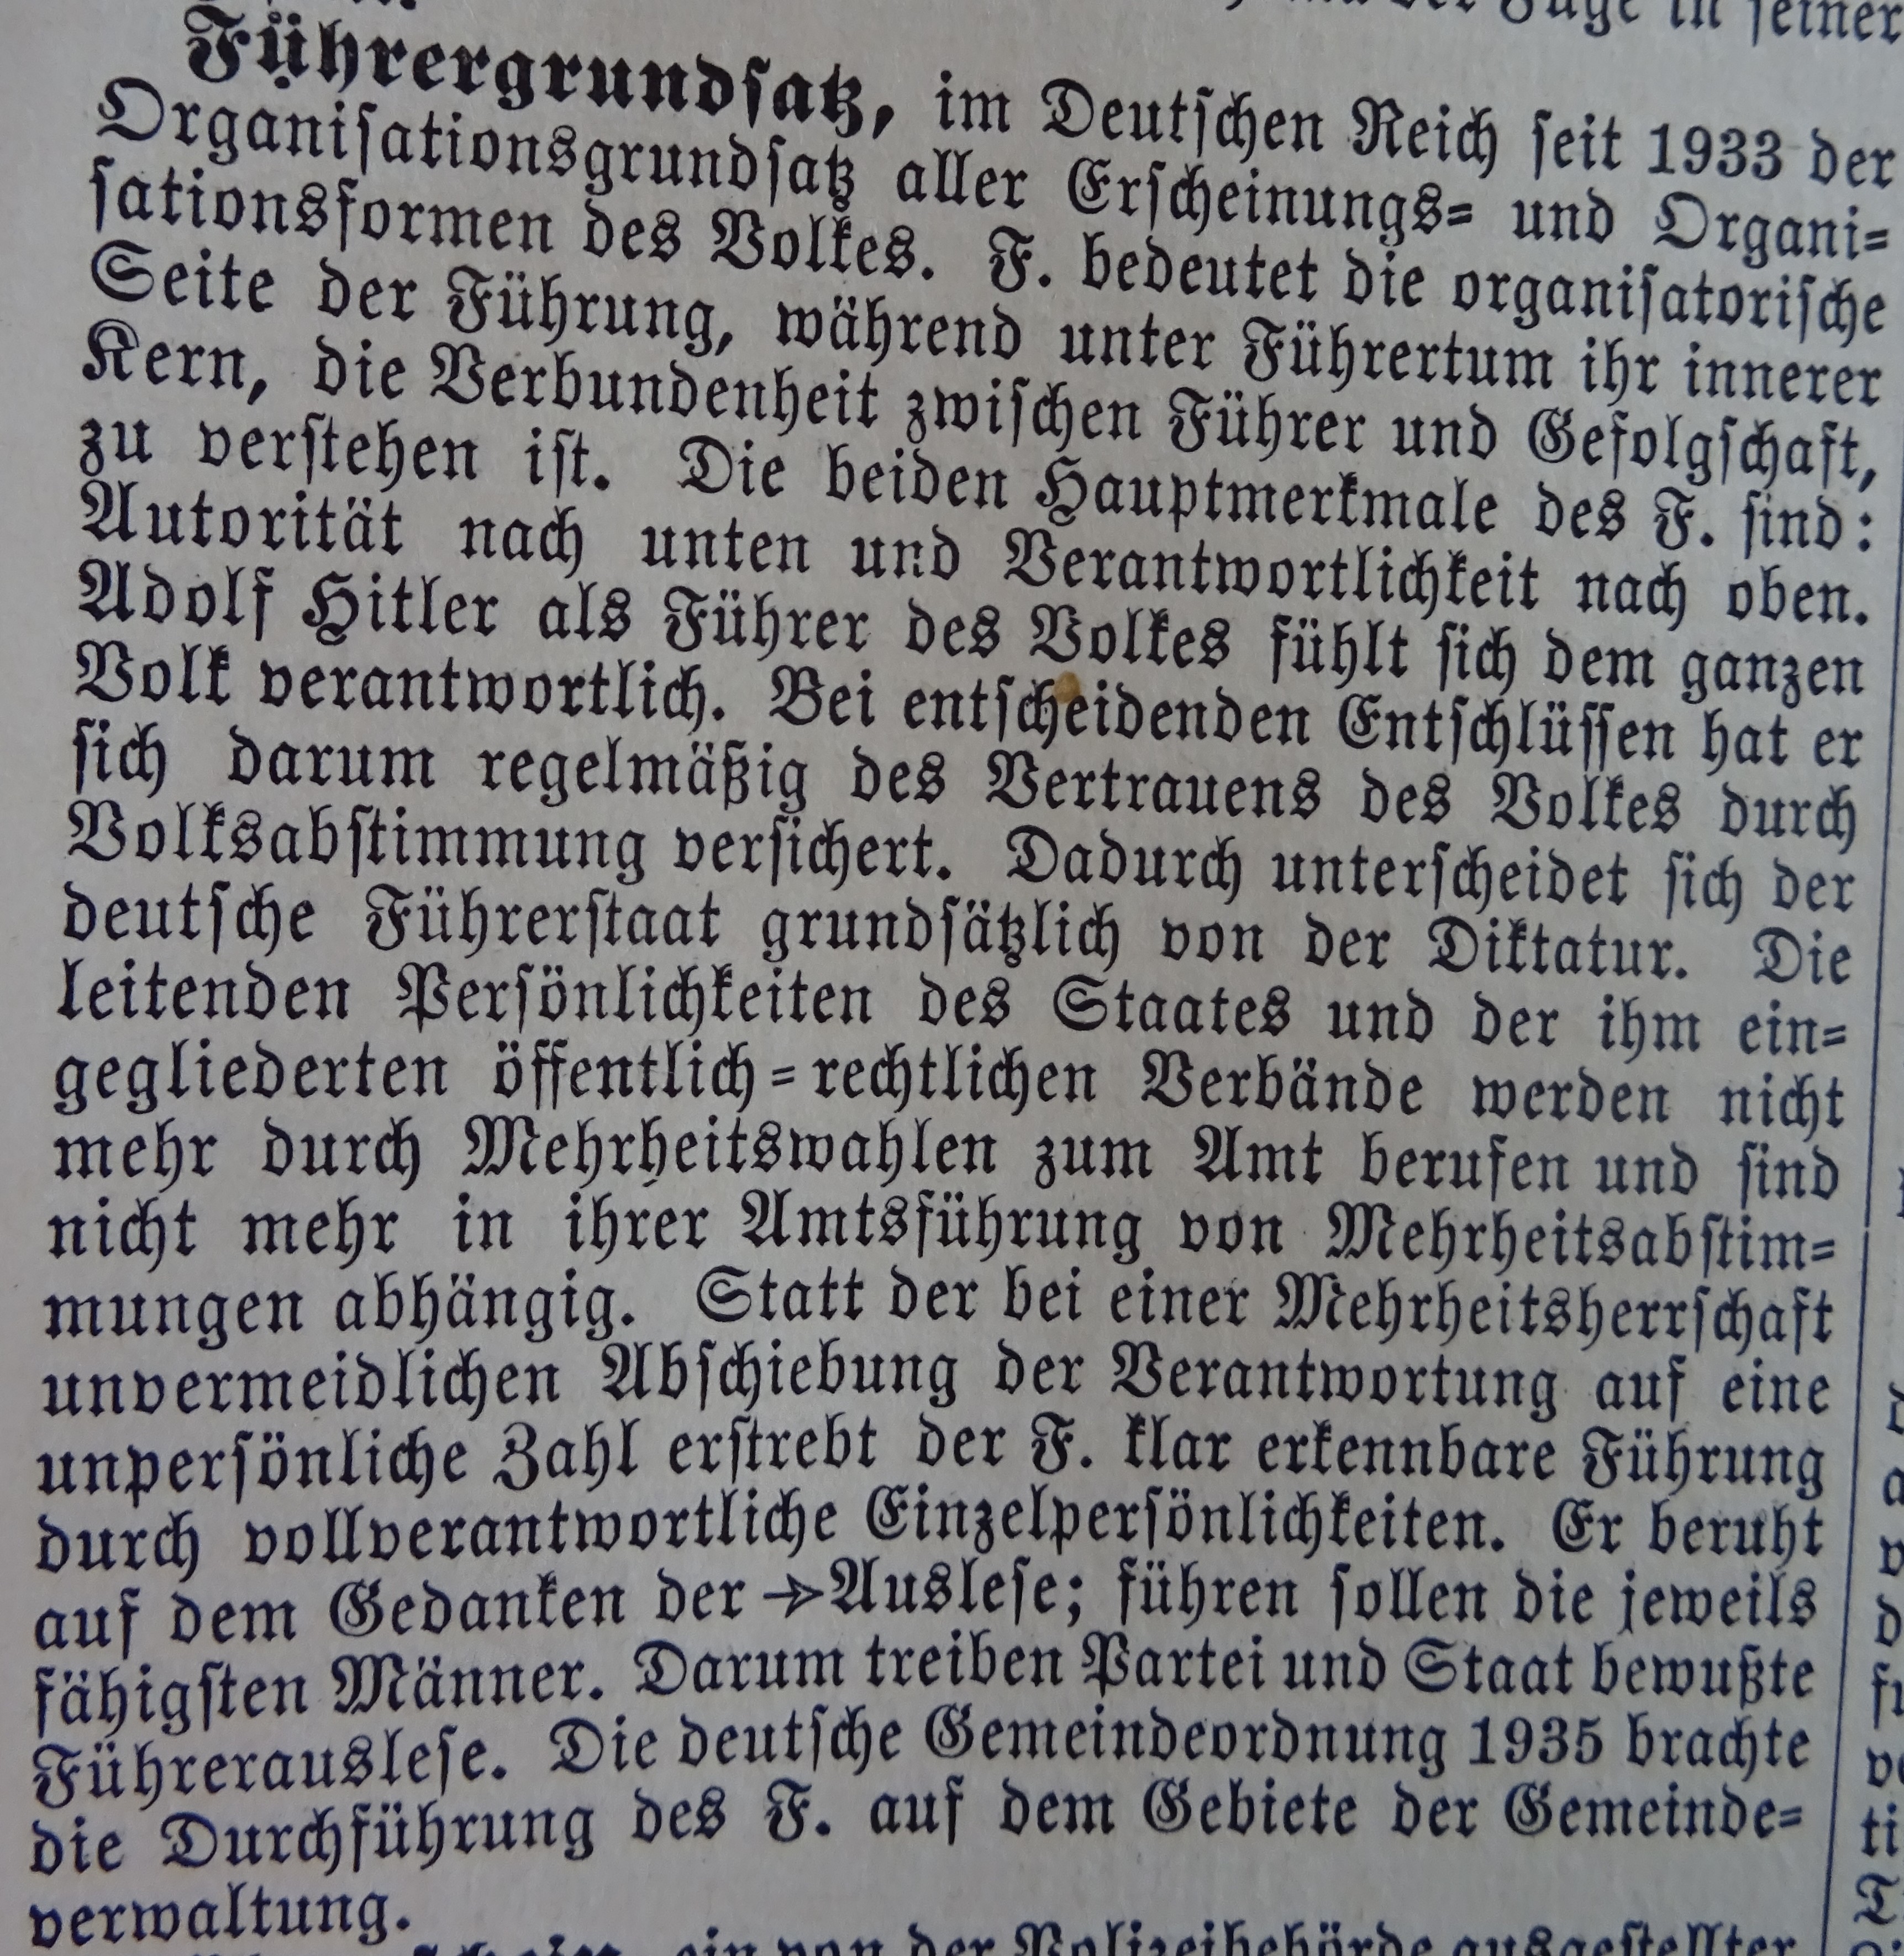 der Fuge in seiner
Führergrundsatz, im Deutschen Reich seit 1933 der
Organisationsgrundsatz aller Erscheinungs- und Organi-
sationsformen des Volkes. F. bedeutet die organisatorische
Seite der Führung, während unter Führertum ihr innerer
Kern, die Verbundenheit zwischen Führer und Gefolgschaft,
zu verstehen ist. Die beiden Hauptmerkmale des F. sind:
Autorität nach unten und Verantwortlichkeit nach oben.
Adolf Hitler als Führer des Volkes fühlt sich dem ganzen
Volk verantwortlich. Bei entscheidenden Entschlüssen hat er
sich darum regelmäßig des Vertrauens des Volkes durch
Volksabstimmung versichert. Dadurch unterscheidet sich der
deutsche Führerstaat grundsätzlich von der Diktatur. Die
leitenden Persönlichkeiten des Staates und der ihm ein-
gegliederten öffentlich-rechtlichen Verbände werden nicht
mehr durch Mehrheitswahlen zum Amt berufen und sind
nicht mehr in ihrer Amtsführung von Mehrheitsabstim-
mungen abhängig. Statt der bei einer Mehrheitsherrschaft
unvermeidlichen Abschiebung der Verantwortung auf eine
unpersönliche Zahl erstrebt der F. klar erkennbare Führung
durch vollverantwortliche Einzelpersönlichkeiten. Er beruht
auf dem Gedanken der →Auslese; führen sollen die jeweils
fähigsten Männer. Darum treiben Partei und Staat bewußte
Führerauslese. Die deutsche Gemeindeordnung 1935 brachte
die Durchführung des F. auf dem Gebiete der Gemeinde-
verwaltung.
ein von der Polizeibehörde ausgestellter